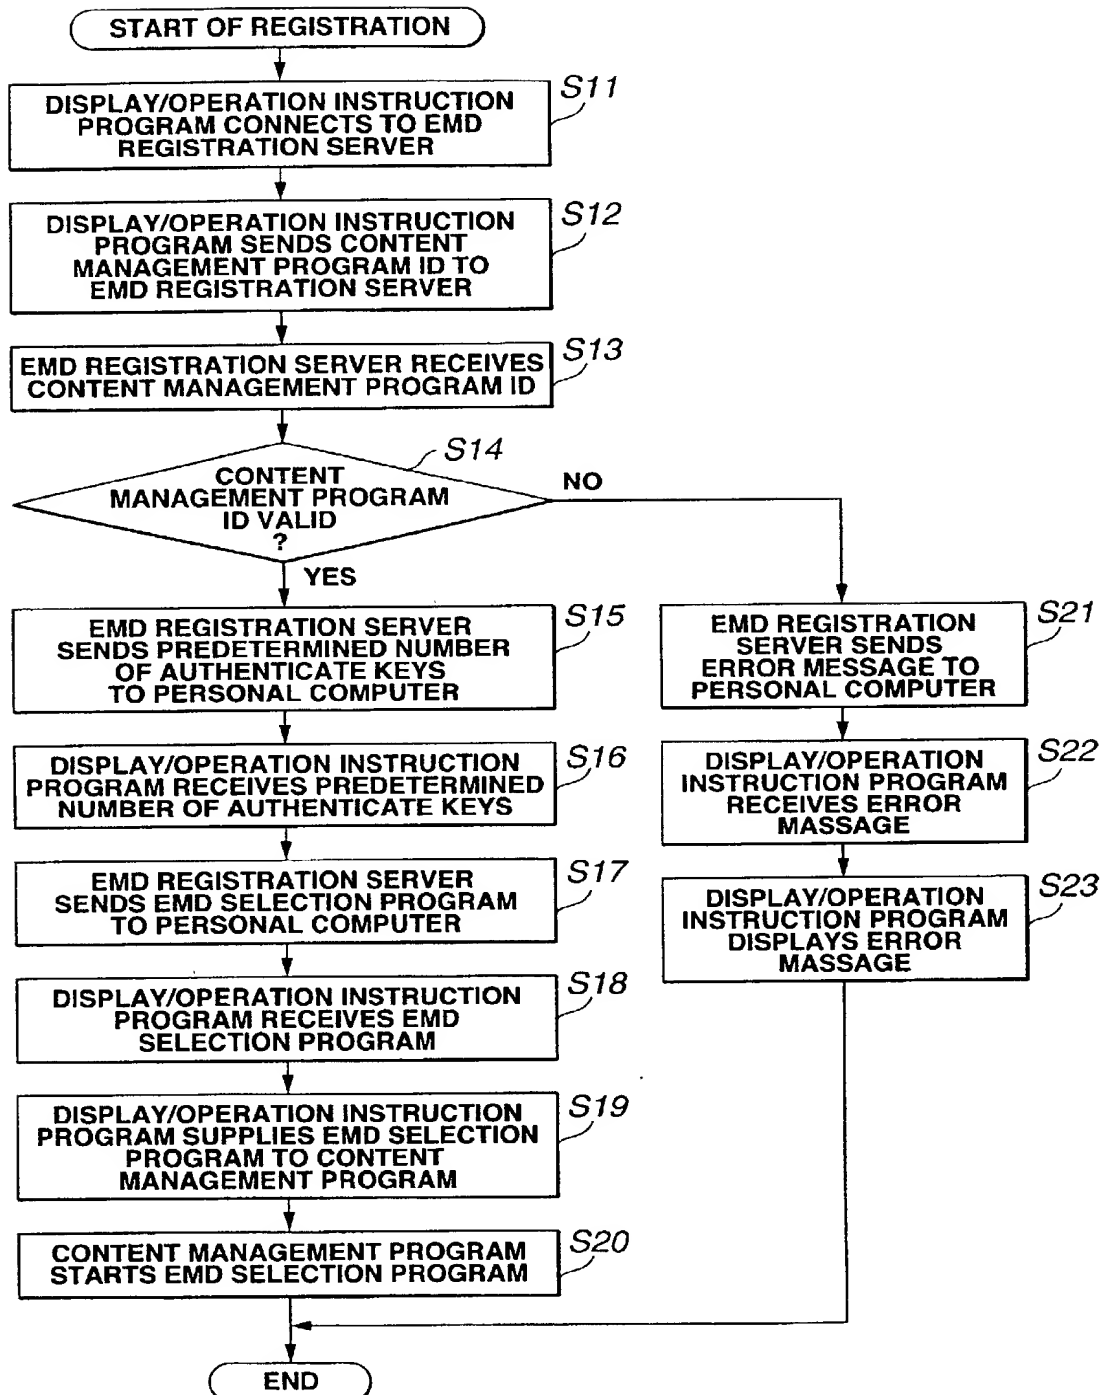 START OF REGISTRATION
S11
DISPLAY/OPERATION INSTRUCTION
PROGRAM CONNECTS TO EMD
REGISTRATION SERVER
S12
DISPLAY/OPERATION INSTRUCTION
PROGRAM SENDS CONTENT
MANAGEMENT PROGRAM ID TO
EMD REGISTRATION SERVER
S13
EMD REGISTRATION SERVER RECEIVES
CONTENT MANAGEMENT PROGRAM ID
S14
CONTENT
MANAGEMENT PROGRAM
ID VALID
?
NO
YES
S15
EMD REGISTRATION SERVER
SENDS PREDETERMINED NUMBER
OF AUTHENTICATE KEYS
TO PERSONAL COMPUTER
S16
DISPLAY/OPERATION INSTRUCTION
PROGRAM RECEIVES PREDETERMINED
NUMBER OF AUTHENTICATE KEYS
S17
EMD REGISTRATION SERVER
SENDS EMD SELECTION PROGRAM
TO PERSONAL COMPUTER
S18
DISPLAY/OPERATION INSTRUCTION
PROGRAM RECEIVES EMD
SELECTION PROGRAM
S19
DISPLAY/OPERATION INSTRUCTION
PROGRAM SUPPLIES EMD SELECTION
PROGRAM TO CONTENT
MANAGEMENT PROGRAM
S20
CONTENT MANAGEMENT PROGRAM
STARTS EMD SELECTION PROGRAM
S21
EMD REGISTRATION
SERVER SENDS
ERROR MESSAGE TO
PERSONAL COMPUTER
S22
DISPLAY/OPERATION
INSTRUCTION PROGRAM
RECEIVES ERROR
MASSAGE
S23
DISPLAY/OPERATION
INSTRUCTION PROGRAM
DISPLAYS ERROR
MASSAGE
END